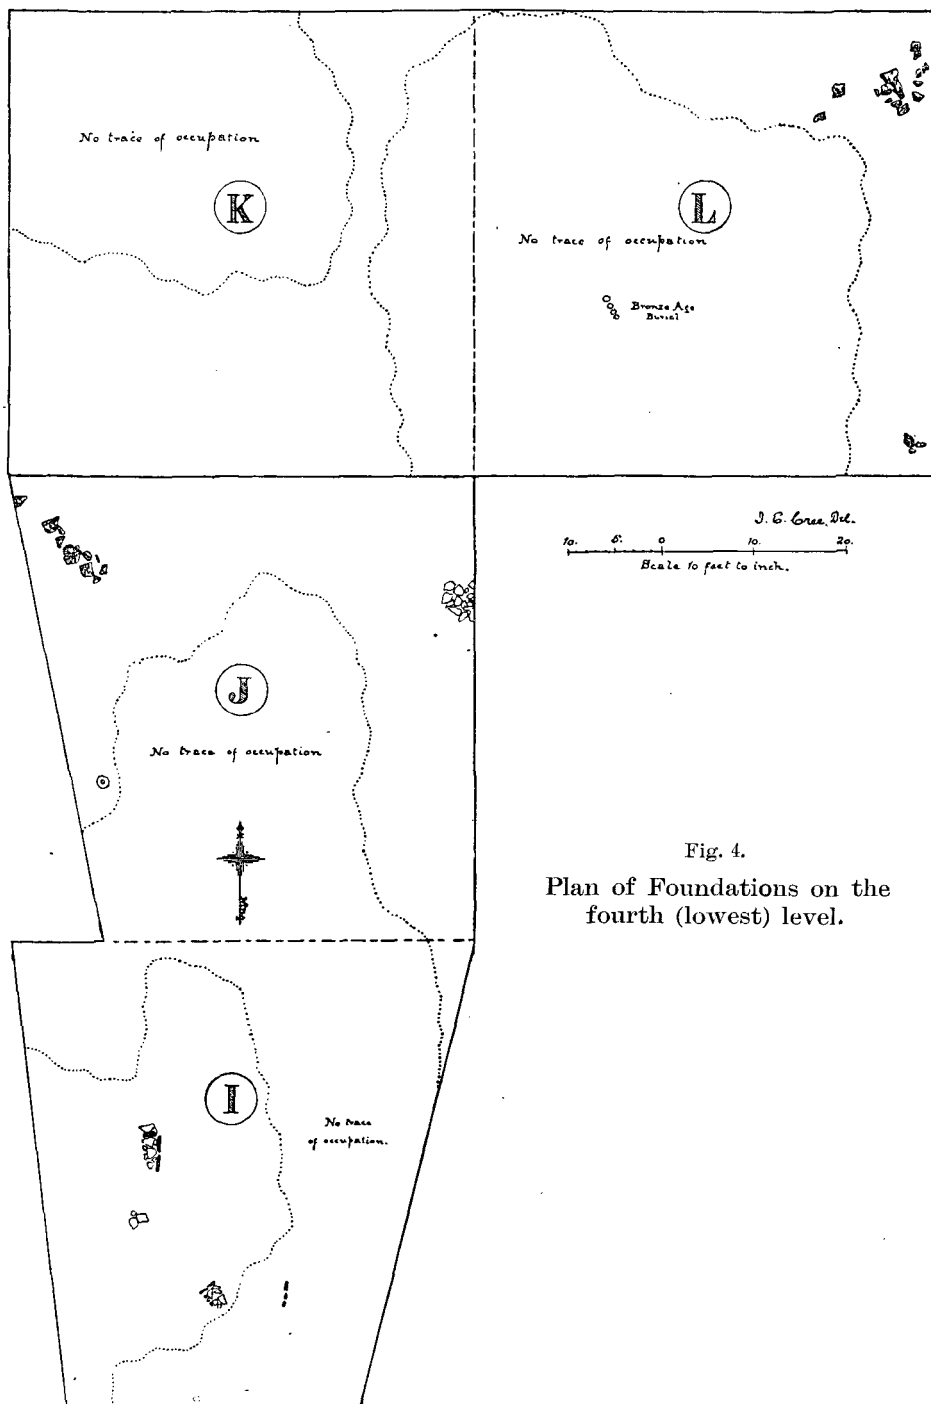 No trace of occupation
K
L
No trace of occupation
Bronze Age
Burial
J. E. Cree, Del.
10. 5. 0 10. 20.
Scale 10 feet to inch.
J
No trace of occupation
Fig. 4.
Plan of Foundations on the
fourth (lowest) level.
I
No trace
of occupation.